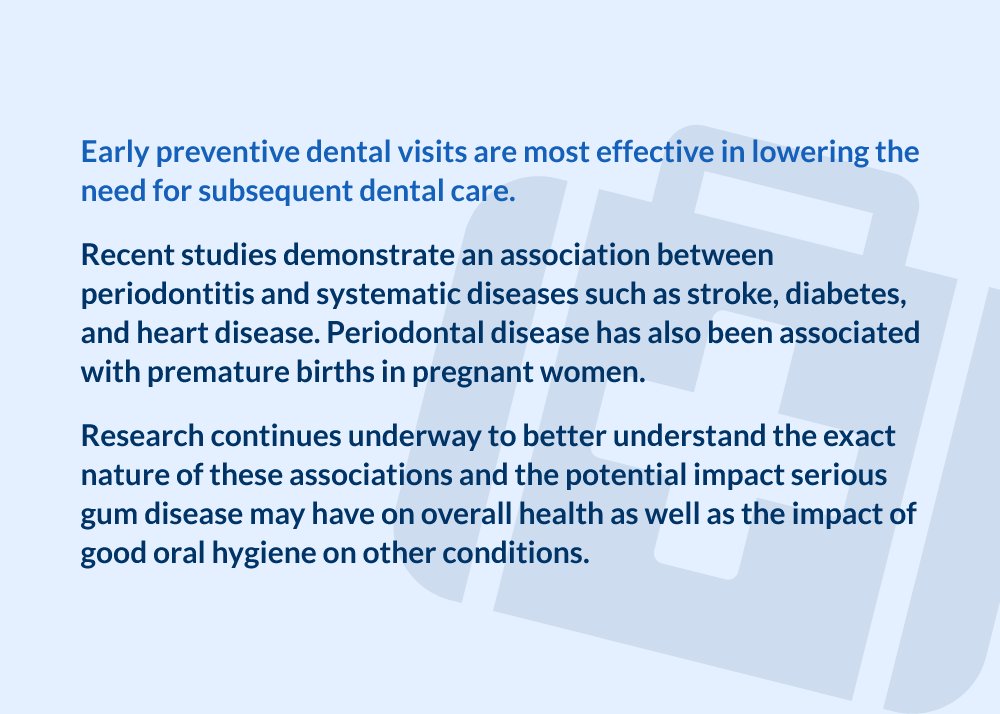 Early preventive dental visits are most effective in lowering the
need for subsequent dental care.
Recent studies demonstrate an association between
periodontitis and systematic diseases such as stroke, diabetes,
and heart disease. Periodontal disease has also been associated
with premature births in pregnant women.
Research continues underway to better understand the exact
nature of these associations and the potential impact serious
gum disease may have on overall health as well as the impact of
good oral hygiene on other conditions.